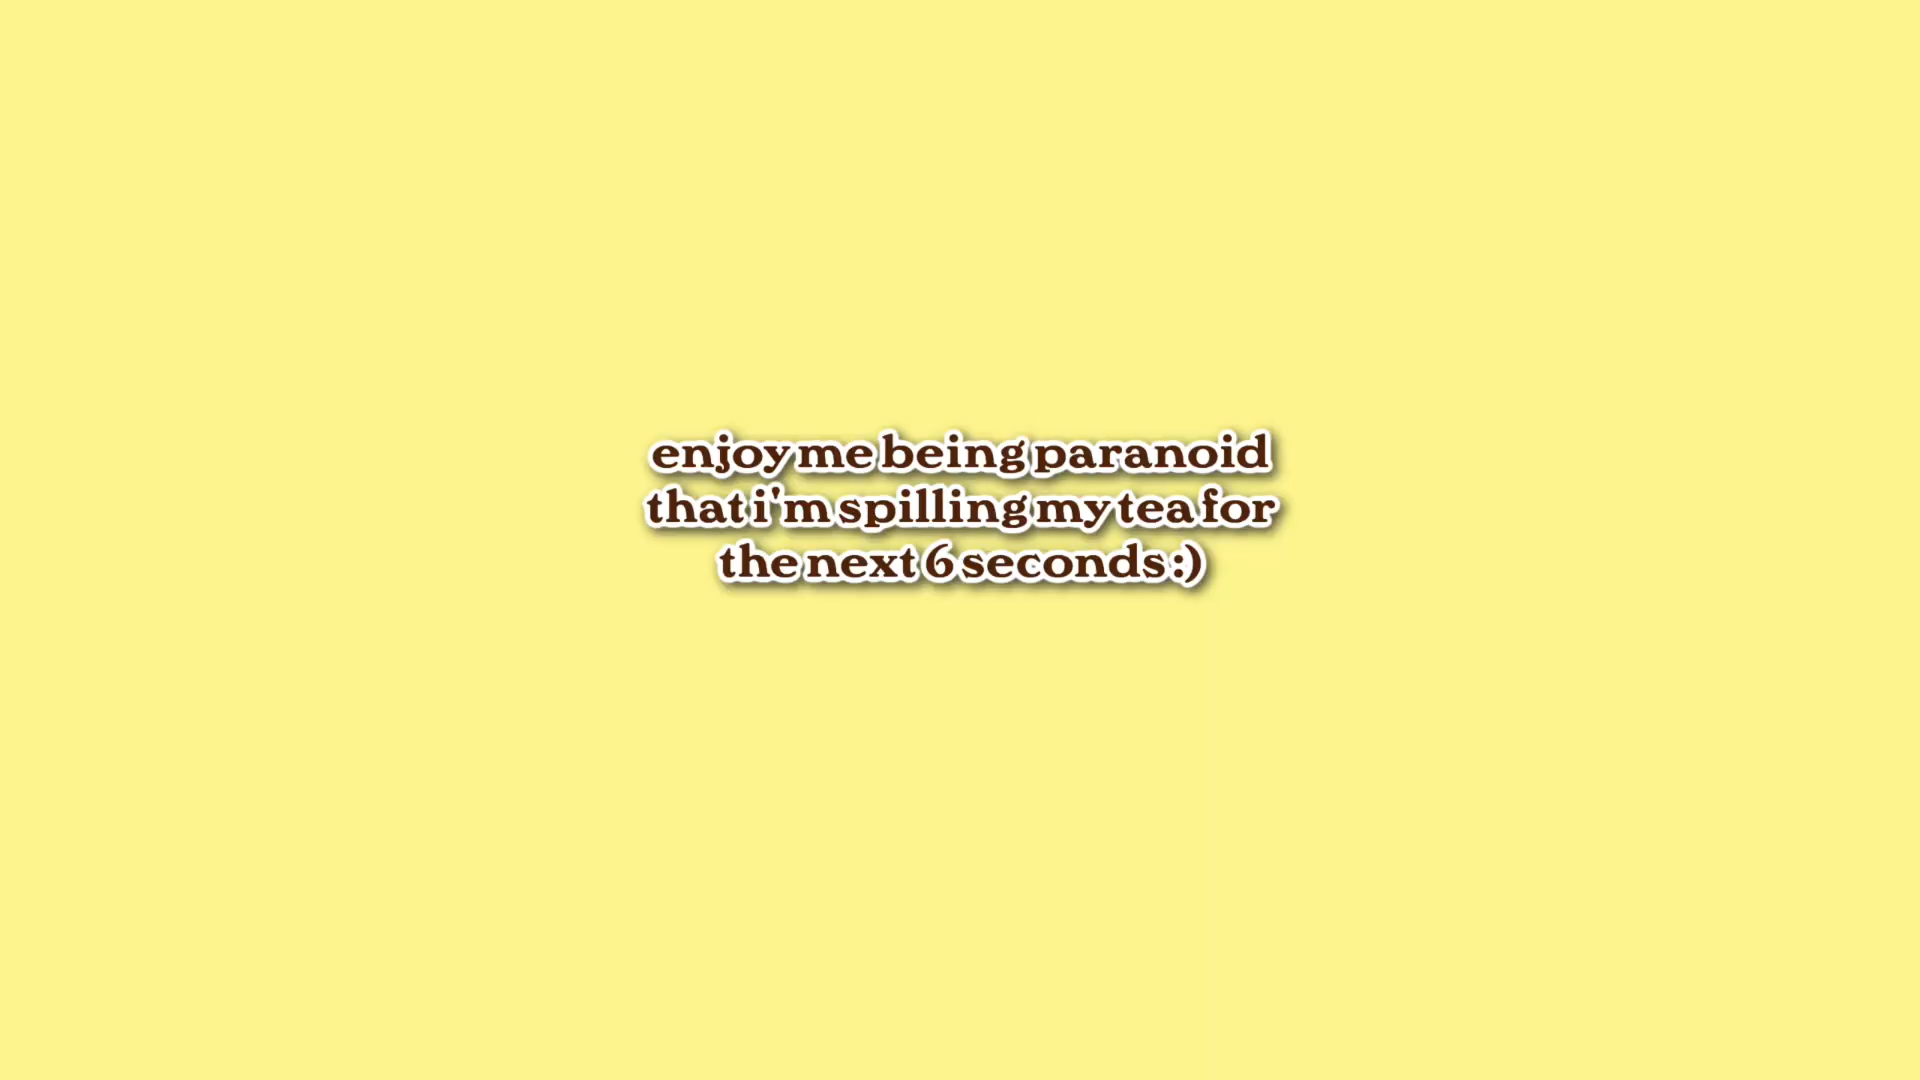 enjoy me being paranoid
that i'm spilling my tea for
the next 6 seconds :)